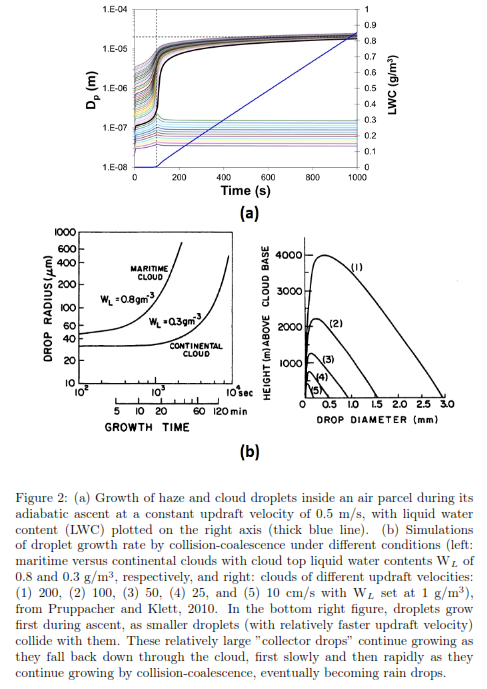 1.E-04
1.E-05
1.E-06
1.E-07
1.E-08
Dp (m)
1
0.9
0.8
0.7
0.6
0.5
0.4
0.3
0.2
0.1
0
LWC (g/m³)
0 200 400 600 800 1000
Time (s)
(a)
1000
600
400
200
100
60
40
20
10
DROP RADIUS (μm)
MARITIME
CLOUD
WL = 0.8gm⁻³
WL = 0.3gm⁻³
CONTINENTAL
CLOUD
10² 10³ 10⁴ sec
5 10 20 60 120 min
GROWTH TIME
HEIGHT (m) ABOVE CLOUD BASE
4000
3000
2000
1000
(1)
(2)
(3)
(4)
(5)
0 0.5 1.0 1.5 2.0 2.5 3.0
DROP DIAMETER (mm)
(b)
Figure 2: (a) Growth of haze and cloud droplets inside an air parcel during its
adiabatic ascent at a constant updraft velocity of 0.5 m/s, with liquid water
content (LWC) plotted on the right axis (thick blue line). (b) Simulations
of droplet growth rate by collision-coalescence under different conditions (left:
maritime versus continental clouds with cloud top liquid water contents WL of
0.8 and 0.3 g/m³, respectively, and right: clouds of different updraft velocities:
(1) 200, (2) 100, (3) 50, (4) 25, and (5) 10 cm/s with WL set at 1 g/m³),
from Pruppacher and Klett, 2010. In the bottom right figure, droplets grow
first during ascent, as smaller droplets (with relatively faster updraft velocity)
collide with them. These relatively large "collector drops" continue growing as
they fall back down through the cloud, first slowly and then rapidly as they
continue growing by collision-coalescence, eventually becoming rain drops.